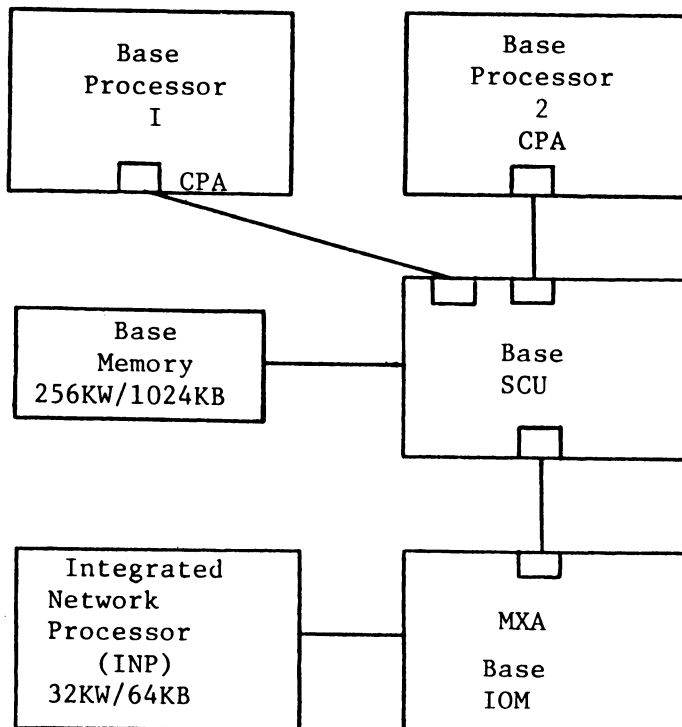 Base
Processor
I
CPA
Base
Processor
2
CPA
Base
Memory
256KW/1024KB
Base
SCU
Integrated
Network
Processor
(INP)
32KW/64KB
MXA
Base
IOM